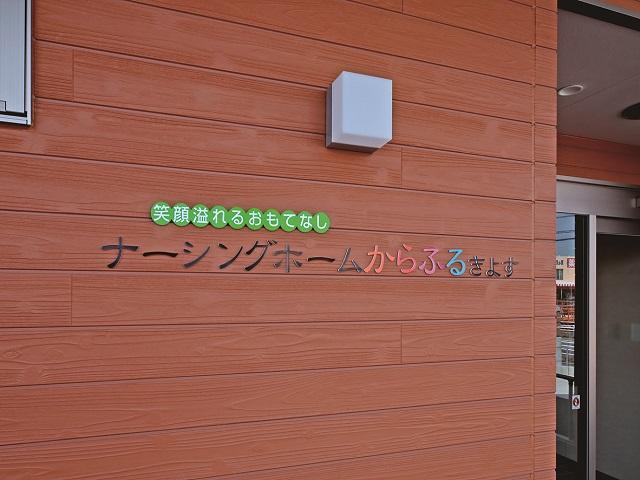 笑顔溢れるおもてなし
ナーシングホームからふるきよす